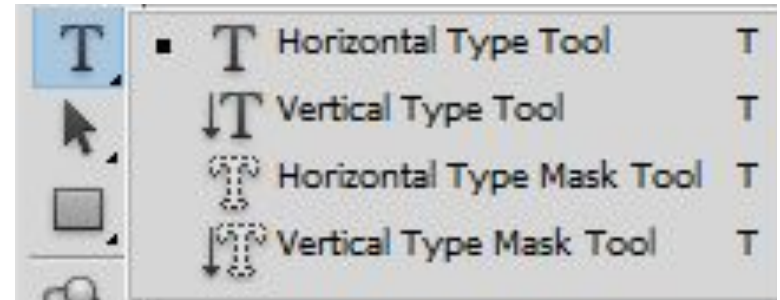 Horizontal Type Tool T
Vertical Type Tool T
Horizontal Type Mask Tool T
Vertical Type Mask Tool T